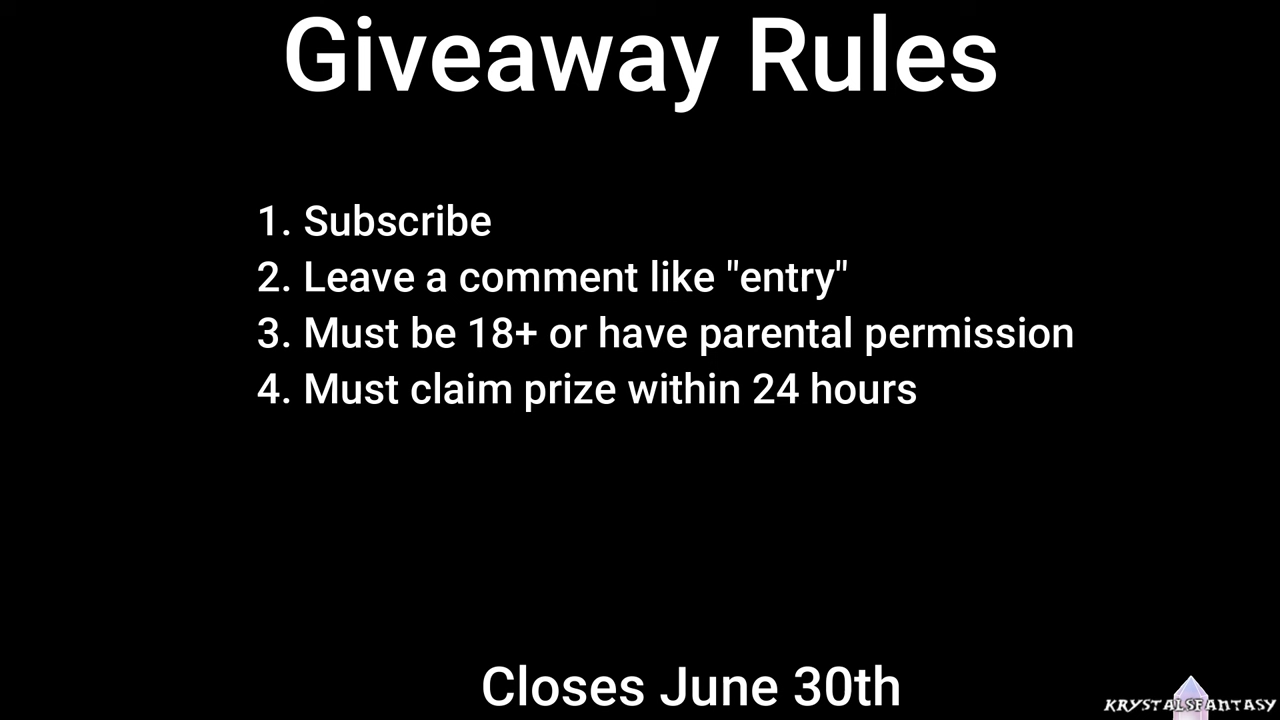 Giveaway Rules
1. Subscribe
2. Leave a comment like "entry"
3. Must be 18+ or have parental permission
4. Must claim prize within 24 hours
Closes June 30th
KRYSTALSFANTASY